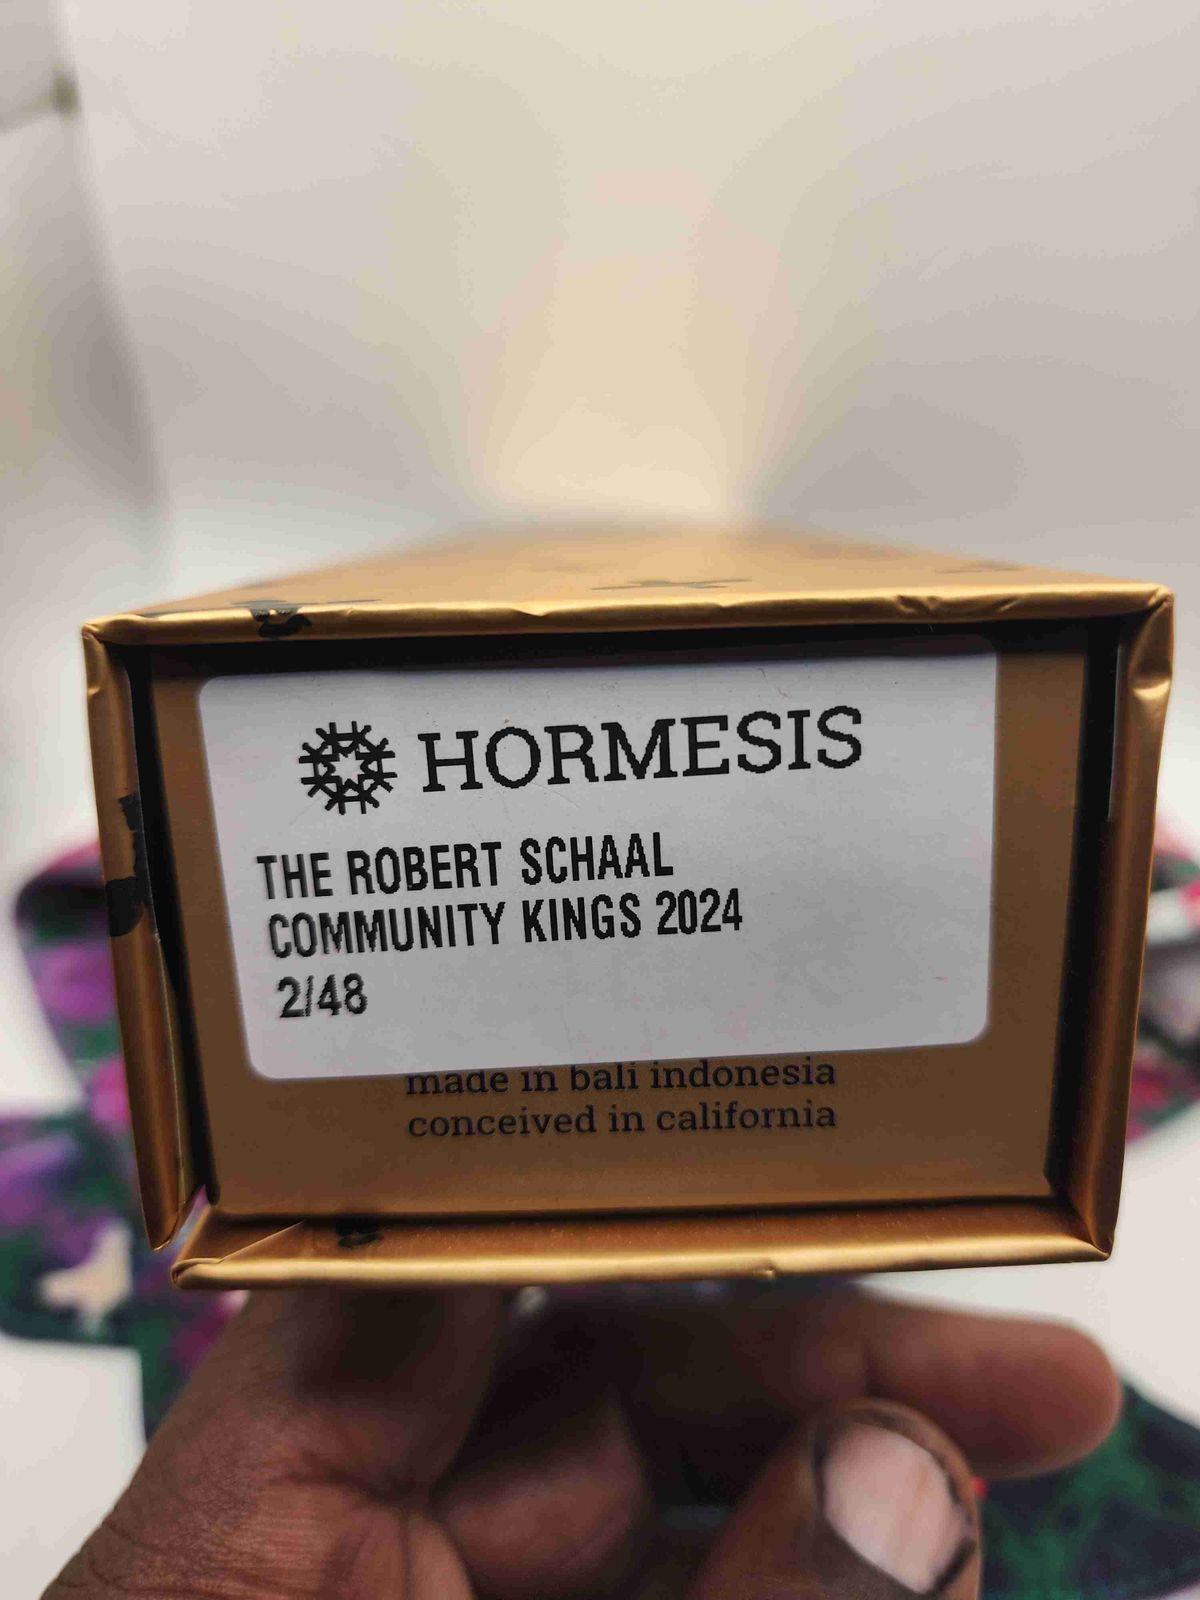 HORMESIS
THE ROBERT SCHAAL
COMMUNITY KINGS 2024
2/48
made in bali indonesia
conceived in california